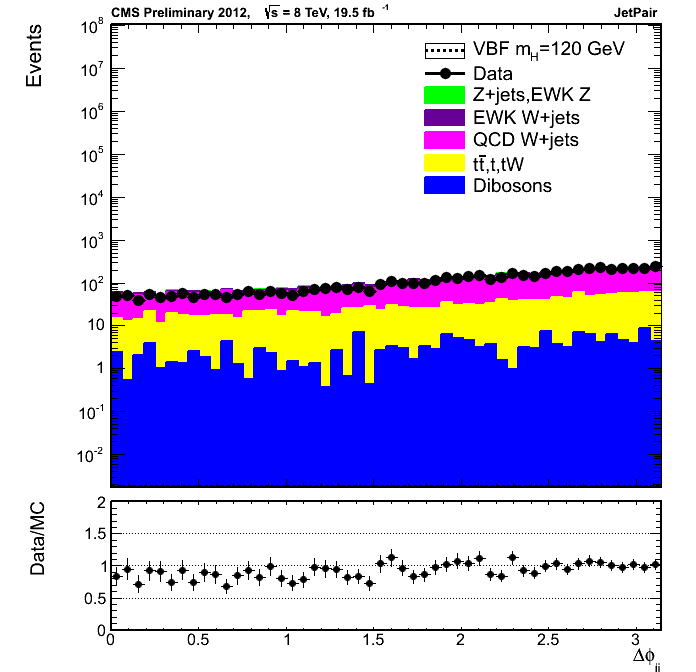 CMS Preliminary 2012, √s = 8 TeV, 19.5 fb⁻¹ JetPair
Events
10⁸
10⁷
10⁶
10⁵
10⁴
10³
10²
10
1
10⁻¹
10⁻²
VBF m_H=120 GeV
Data
Z+jets,EWK Z
EWK W+jets
QCD W+jets
tt̄,t,tW
Dibosons
Data/MC
2
1.5
1
0.5
0
0 0.5 1 1.5 2 2.5 3
Δϕ_jj